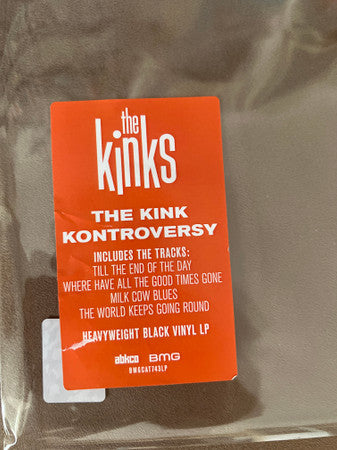 the
kinks
THE KINK
KONTROVERSY
INCLUDES THE TRACKS:
TILL THE END OF THE DAY
WHERE HAVE ALL THE GOOD TIMES GONE
MILK COW BLUES
THE WORLD KEEPS GOING ROUND
HEAVYWEIGHT BLACK VINYL LP
abkco BMG
BMGCAT743LP